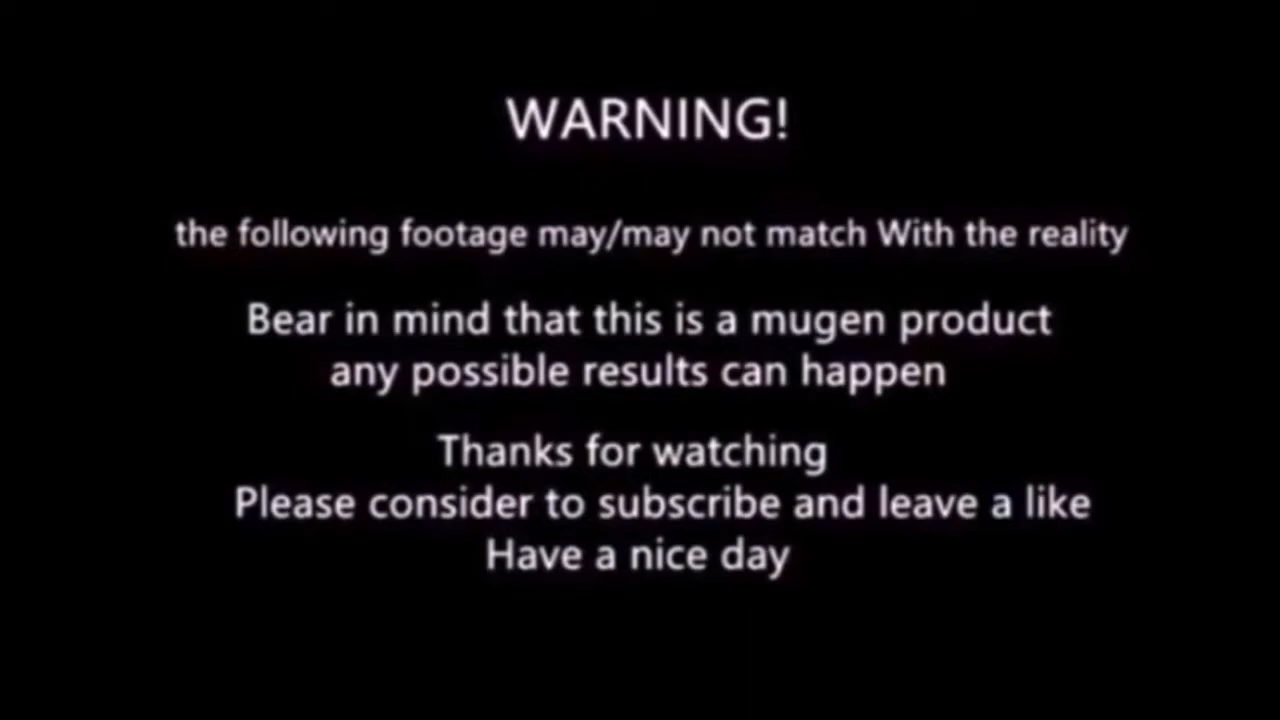 WARNING!
the following footage may/may not match With the reality
Bear in mind that this is a mugen product
any possible results can happen
Thanks for watching
Please consider to subscribe and leave a like
Have a nice day